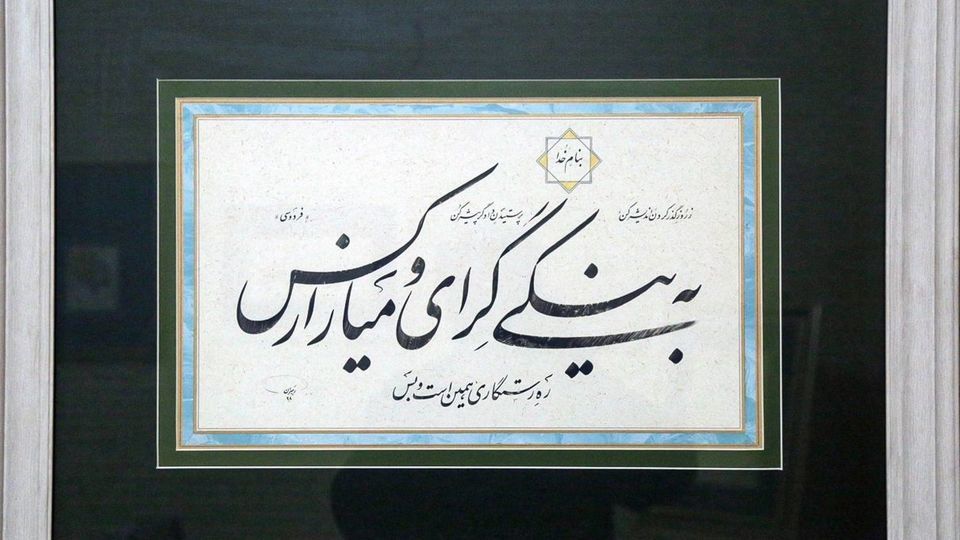 بنام خدا
ز روز گذر کردن اندیشه کن پرستیدن دادگر پیشه کن «فردوسی»
به نیکی گرای و میازار کس
ره رستگاری همین است و بس